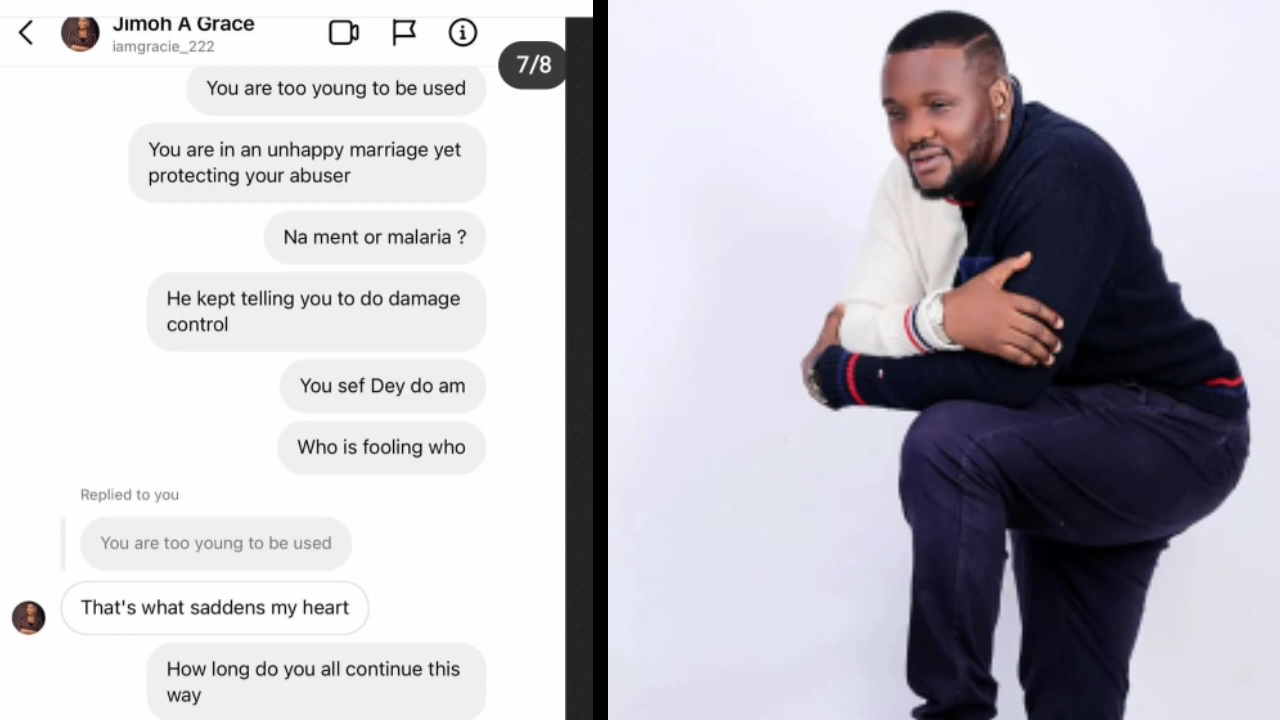 Jimoh A Grace
iamgracie_222
7/8
You are too young to be used
You are in an unhappy marriage yet
protecting your abuser
Na ment or malaria ?
He kept telling you to do damage
control
You sef Dey do am
Who is fooling who
Replied to you
You are too young to be used
That's what saddens my heart
How long do you all continue this
way